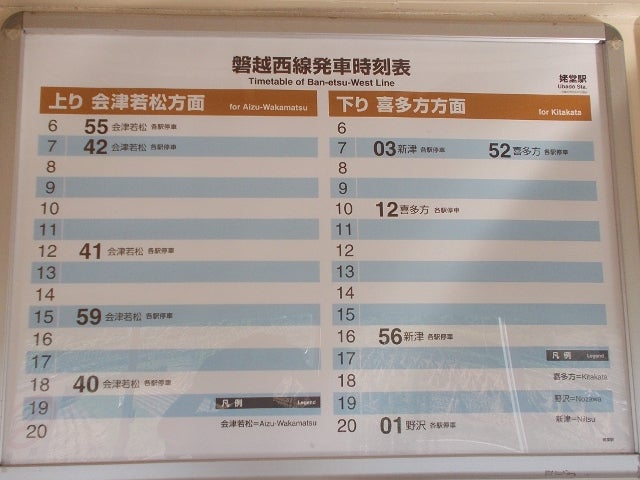 磐越西線発車時刻表
Timetable of Ban-etsu-West Line
姥堂駅
Ubado Sta.
上り 会津若松方面 for Aizu-Wakamatsu
6 55 会津若松 各駅停車
7 42 会津若松 各駅停車
8
9
10
11
12 41 会津若松 各駅停車
13
14
15 59 会津若松 各駅停車
16
17
18 40 会津若松 各駅停車
19
20
凡例 Legend
会津若松=Aizu-Wakamatsu
下り 喜多方方面 for Kitakata
6
7 03 新津 各駅停車 52 喜多方 各駅停車
8
9
10 12 喜多方 各駅停車
11
12
13
14
15
16 56 新津 各駅停車
17
18
19
20 01 野沢 各駅停車
凡例 Legend
喜多方=Kitakata
野沢=Nozawa
新津=Niitsu